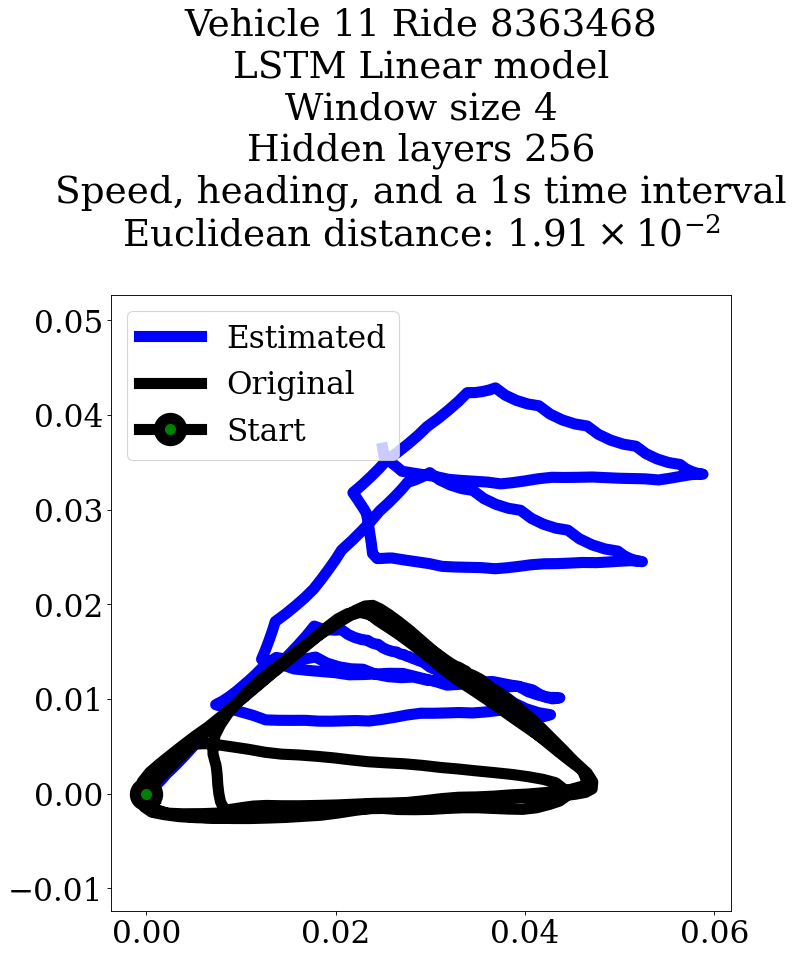 Vehicle 11 Ride 8363468
LSTM Linear model
Window size 4
Hidden layers 256
Speed, heading, and a 1s time interval
Euclidean distance: 1.91 × 10⁻²
Estimated
Original
Start
0.05
0.04
0.03
0.02
0.01
0.00
−0.01
0.00 0.02 0.04 0.06